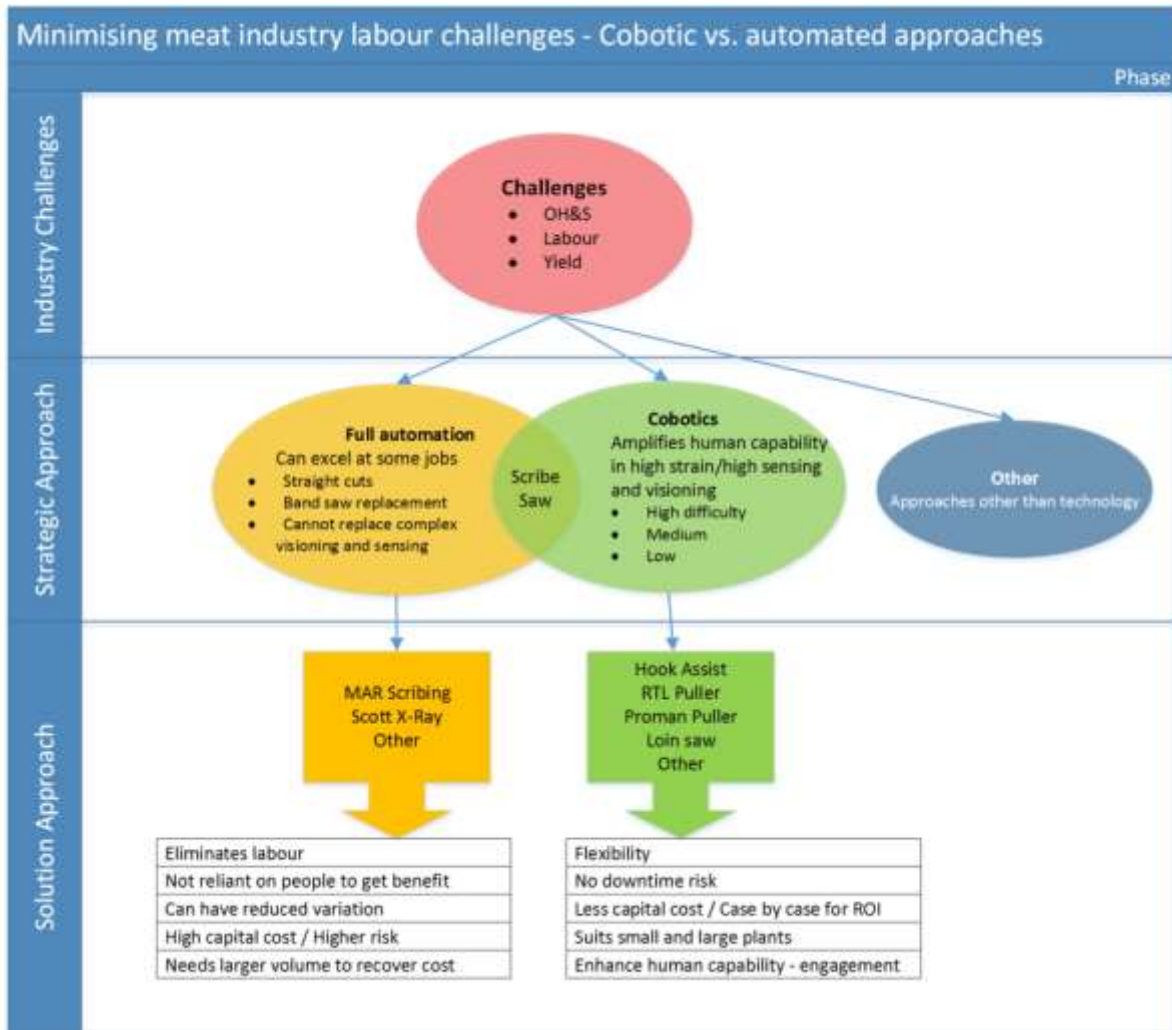 Minimising meat industry labour challenges - Cobotic vs. automated approaches
Phase
Industry Challenges
Challenges
● OH&S
● Labour
● Yield
Strategic Approach
Full automation
Can excel at some jobs
● Straight cuts
● Band saw replacement
● Cannot replace complex
visioning and sensing
Scribe
Saw
Cobotics
Amplifies human capability
in high strain/high sensing
and visioning
● High difficulty
● Medium
● Low
Other
Approaches other than technology
Solution Approach
MAR Scribing
Scott X-Ray
Other
Hook Assist
RTL Puller
Proman Puller
Loin saw
Other
Eliminates labour
Not reliant on people to get benefit
Can have reduced variation
High capital cost / Higher risk
Needs larger volume to recover cost
Flexibility
No downtime risk
Less capital cost / Case by case for ROI
Suits small and large plants
Enhance human capability - engagement